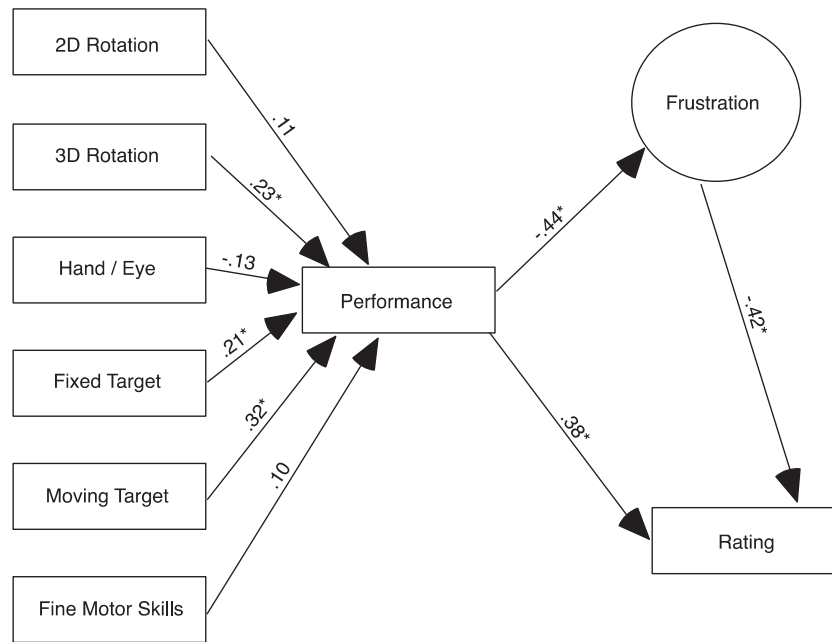 2D Rotation
.11
Frustration
3D Rotation
.23*
-.44*
Hand / Eye
-.13
Performance
-.42*
Fixed Target
.21*
.32*
.38*
Moving Target
.10
Rating
Fine Motor Skills